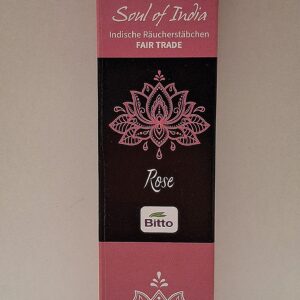 Soul of India
Indische Räucherstäbchen
FAIR TRADE
Rose
Bitto